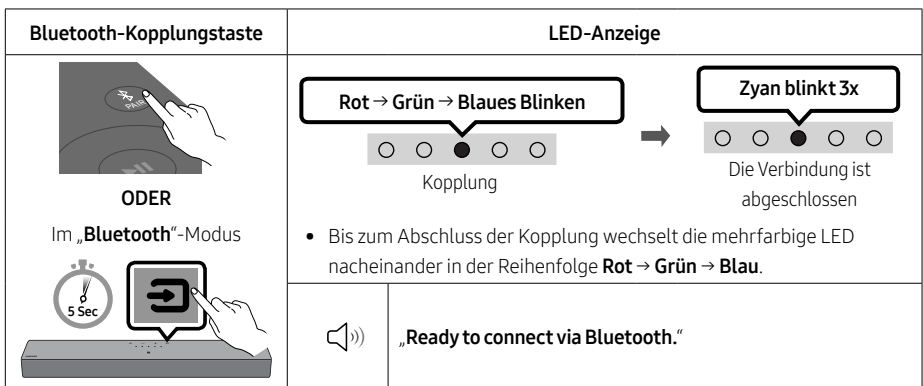 Bluetooth-Kopplungstaste
LED-Anzeige
PAIR
ODER
Im „Bluetooth“-Modus
5 Sec
Rot → Grün → Blaues Blinken
Kopplung
Zyan blinkt 3x
Die Verbindung ist
abgeschlossen
• Bis zum Abschluss der Kopplung wechselt die mehrfarbige LED
nacheinander in der Reihenfolge Rot → Grün → Blau.
„Ready to connect via Bluetooth.“